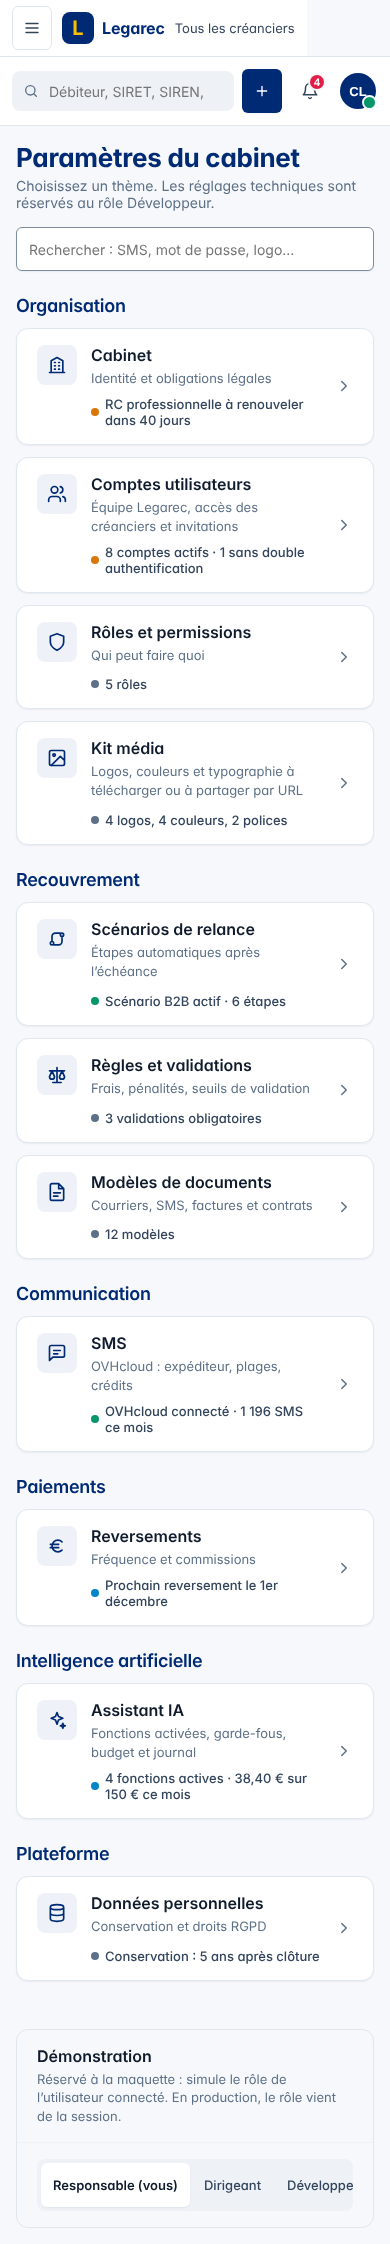 L Legarec Tous les créanciers
Débiteur, SIRET, SIREN,
4
CL
Paramètres du cabinet
Choisissez un thème. Les réglages techniques sont
réservés au rôle Développeur.
Rechercher : SMS, mot de passe, logo…
Organisation
Cabinet
Identité et obligations légales
RC professionnelle à renouveler
dans 40 jours
Comptes utilisateurs
Équipe Legarec, accès des
créanciers et invitations
8 comptes actifs · 1 sans double
authentification
Rôles et permissions
Qui peut faire quoi
5 rôles
Kit média
Logos, couleurs et typographie à
télécharger ou à partager par URL
4 logos, 4 couleurs, 2 polices
Recouvrement
Scénarios de relance
Étapes automatiques après
l’échéance
Scénario B2B actif · 6 étapes
Règles et validations
Frais, pénalités, seuils de validation
3 validations obligatoires
Modèles de documents
Courriers, SMS, factures et contrats
12 modèles
Communication
SMS
OVHcloud : expéditeur, plages,
crédits
OVHcloud connecté · 1 196 SMS
ce mois
Paiements
Reversements
Fréquence et commissions
Prochain reversement le 1er
décembre
Intelligence artificielle
Assistant IA
Fonctions activées, garde-fous,
budget et journal
4 fonctions actives · 38,40 € sur
150 € ce mois
Plateforme
Données personnelles
Conservation et droits RGPD
Conservation : 5 ans après clôture
Démonstration
Réservé à la maquette : simule le rôle de
l’utilisateur connecté. En production, le rôle vient
de la session.
Responsable (vous) Dirigeant Développe